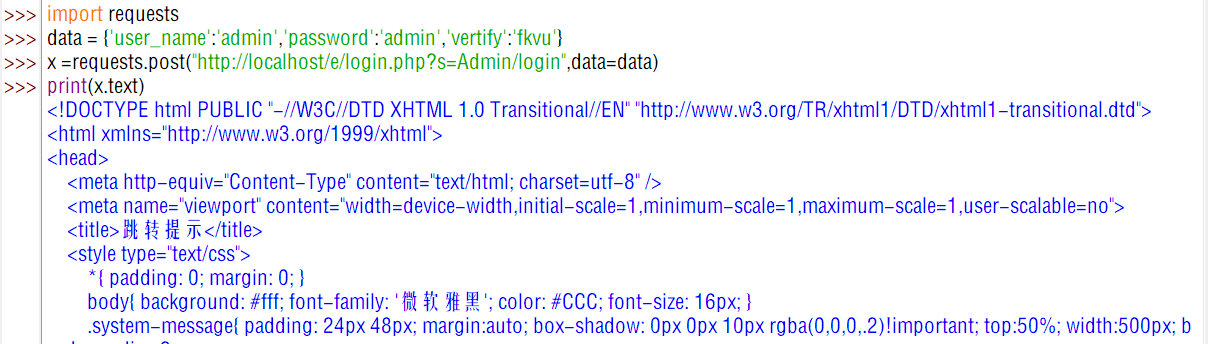 >>> import requests
>>> data = {'user_name':'admin','password':'admin','vertify':'fkvu'}
>>> x =requests.post("http://localhost/e/login.php?s=Admin/login",data=data)
>>> print(x.text)
<!DOCTYPE html PUBLIC "-//W3C//DTD XHTML 1.0 Transitional//EN" "http://www.w3.org/TR/xhtml1/DTD/xhtml1-transitional.dtd">
<html xmlns="http://www.w3.org/1999/xhtml">
<head>
    <meta http-equiv="Content-Type" content="text/html; charset=utf-8" />
    <meta name="viewport" content="width=device-width,initial-scale=1,minimum-scale=1,maximum-scale=1,user-scalable=no">
    <title>跳转提示</title>
    <style type="text/css">
        *{ padding: 0; margin: 0; }
        body{ background: #fff; font-family: '微软雅黑'; color: #CCC; font-size: 16px; }
        .system-message{ padding: 24px 48px; margin:auto; box-shadow: 0px 0px 10px rgba(0,0,0,.2)!important; top:50%; width:500px; b